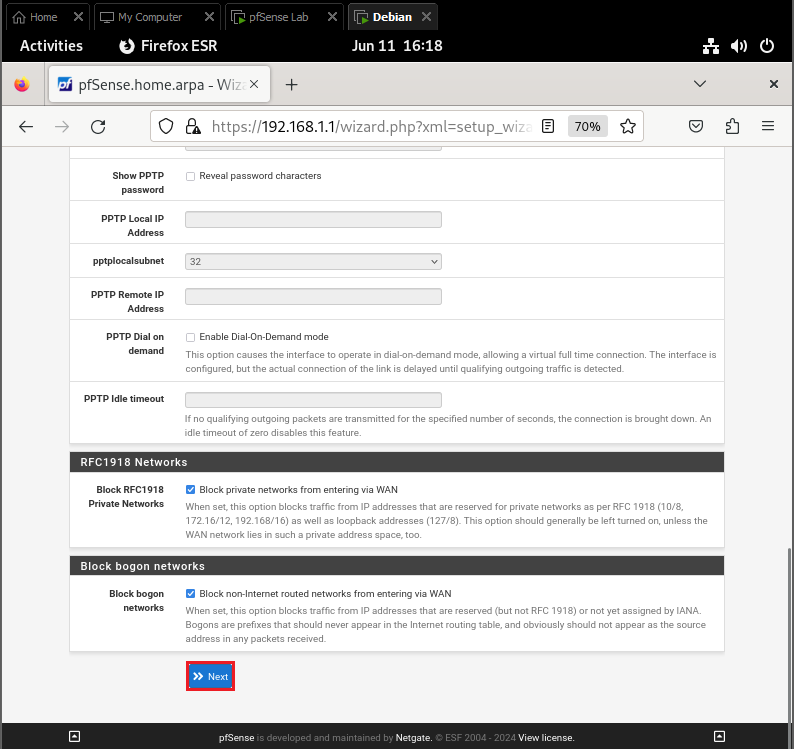 Home
My Computer
pfSense Lab
Debian
Activities
Firefox ESR
Jun 11 16:18
pfSense.home.arpa - Wiz
https://192.168.1.1/wizard.php?xml=setup_wiza
70%
Show PPTP
password
Reveal password characters
PPTP Local IP
Address
pptplocalsubnet
32
PPTP Remote IP
Address
PPTP Dial on
demand
Enable Dial-On-Demand mode
This option causes the interface to operate in dial-on-demand mode, allowing a virtual full time connection. The interface is
configured, but the actual connection of the link is delayed until qualifying outgoing traffic is detected.
PPTP Idle timeout
If no qualifying outgoing packets are transmitted for the specified number of seconds, the connection is brought down. An
idle timeout of zero disables this feature.
RFC1918 Networks
Block RFC1918
Private Networks
Block private networks from entering via WAN
When set, this option blocks traffic from IP addresses that are reserved for private networks as per RFC 1918 (10/8,
172.16/12, 192.168/16) as well as loopback addresses (127/8). This option should generally be left turned on, unless the
WAN network lies in such a private address space, too.
Block bogon networks
Block bogon
networks
Block non-Internet routed networks from entering via WAN
When set, this option blocks traffic from IP addresses that are reserved (but not RFC 1918) or not yet assigned by IANA.
Bogons are prefixes that should never appear in the Internet routing table, and obviously should not appear as the source
address in any packets received.
Next
pfSense is developed and maintained by Netgate. © ESF 2004 - 2024 View license.